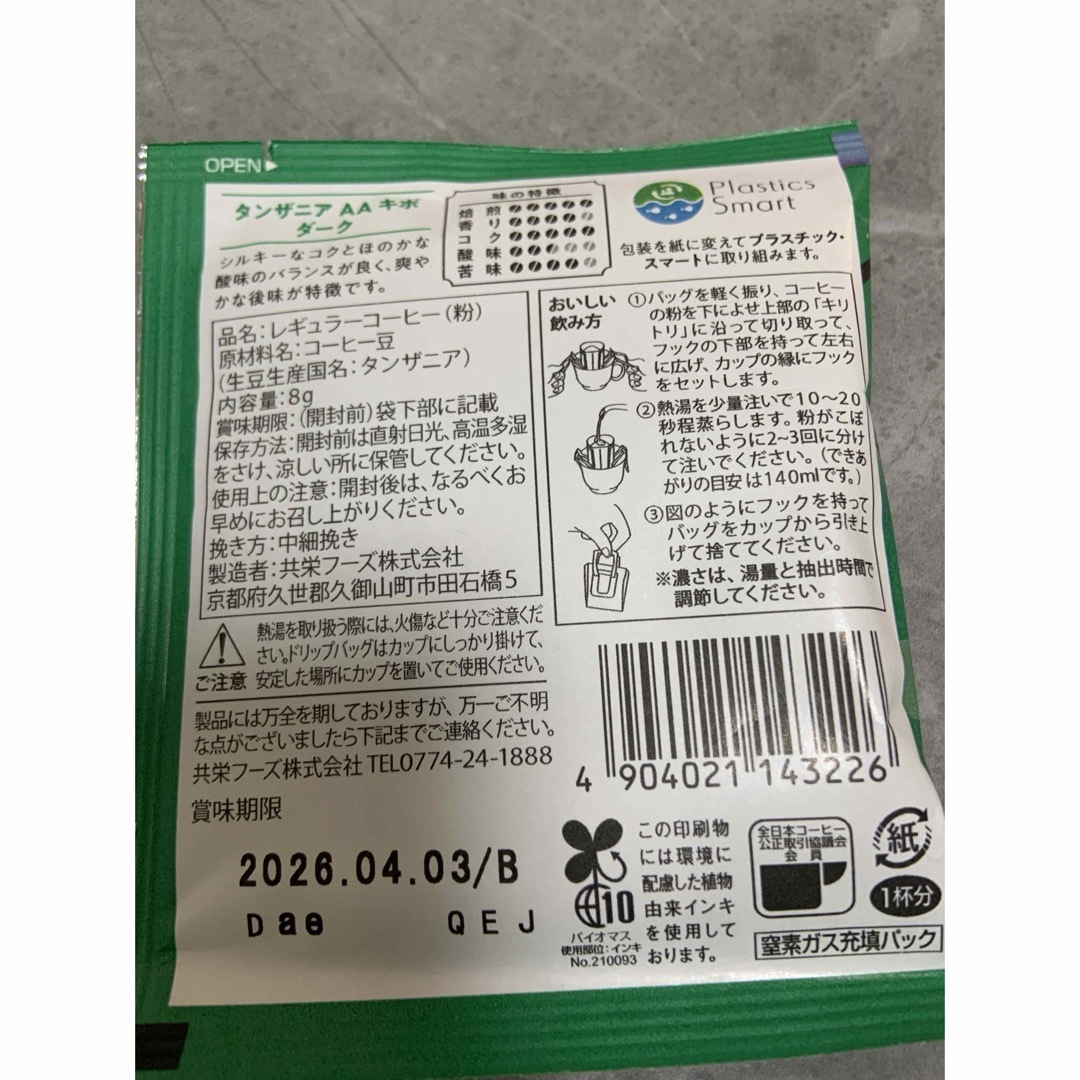 OPEN▶
タンザニア AA キボ
ダーク
シルキーなコクとほのかな
酸味のバランスが良く、爽や
かな後味が特徴です。
味の特徴
焙煎
香り
コク
酸味
苦味
Plastics
Smart
包装を紙に変えてプラスチック・
スマートに取り組みます。
品名：レギュラーコーヒー（粉）
原材料名：コーヒー豆
（生豆生産国名：タンザニア）
内容量：8g
賞味期限：（開封前）袋下部に記載
保存方法：開封前は直射日光、高温多湿
をさけ、涼しい所に保管してください。
使用上の注意：開封後は、なるべくお
早めにお召し上がりください。
挽き方：中細挽き
製造者：共栄フーズ株式会社
京都府久世郡久御山町市田石橋5
おいしい
飲み方
①バッグを軽く振り、コーヒー
の粉を下によせ上部の「キリ
トリ」に沿って切り取って、
フックの下部を持って左右
に広げ、カップの縁にフック
をセットします。
②熱湯を少量注いで10〜20
秒程蒸らします。粉がこぼ
れないように2~3回に分け
て注いでください。（できあ
がりの目安は140mlです。）
③図のようにフックを持って
バッグをカップから引き上
げて捨ててください。
※濃さは、湯量と抽出時間で
調節してください。
ご注意
熱湯を取り扱う際には、火傷など十分ご注意くだ
さい。ドリップバッグはカップにしっかり掛けて、
安定した場所にカップを置いてご使用ください。
製品には万全を期しておりますが、万一ご不明
な点がございましたら下記までご連絡ください。
共栄フーズ株式会社 TEL0774-24-1888
4 904021 143226
賞味期限
2026.04.03/B
Dae QEJ
10
バイオマス
使用部位：インキ
No.210093
この印刷物
には環境に
配慮した植物
由来インキ
を使用して
おります。
全日本コーヒー
公正取引協議会
会員
紙
1杯分
窒素ガス充填パック